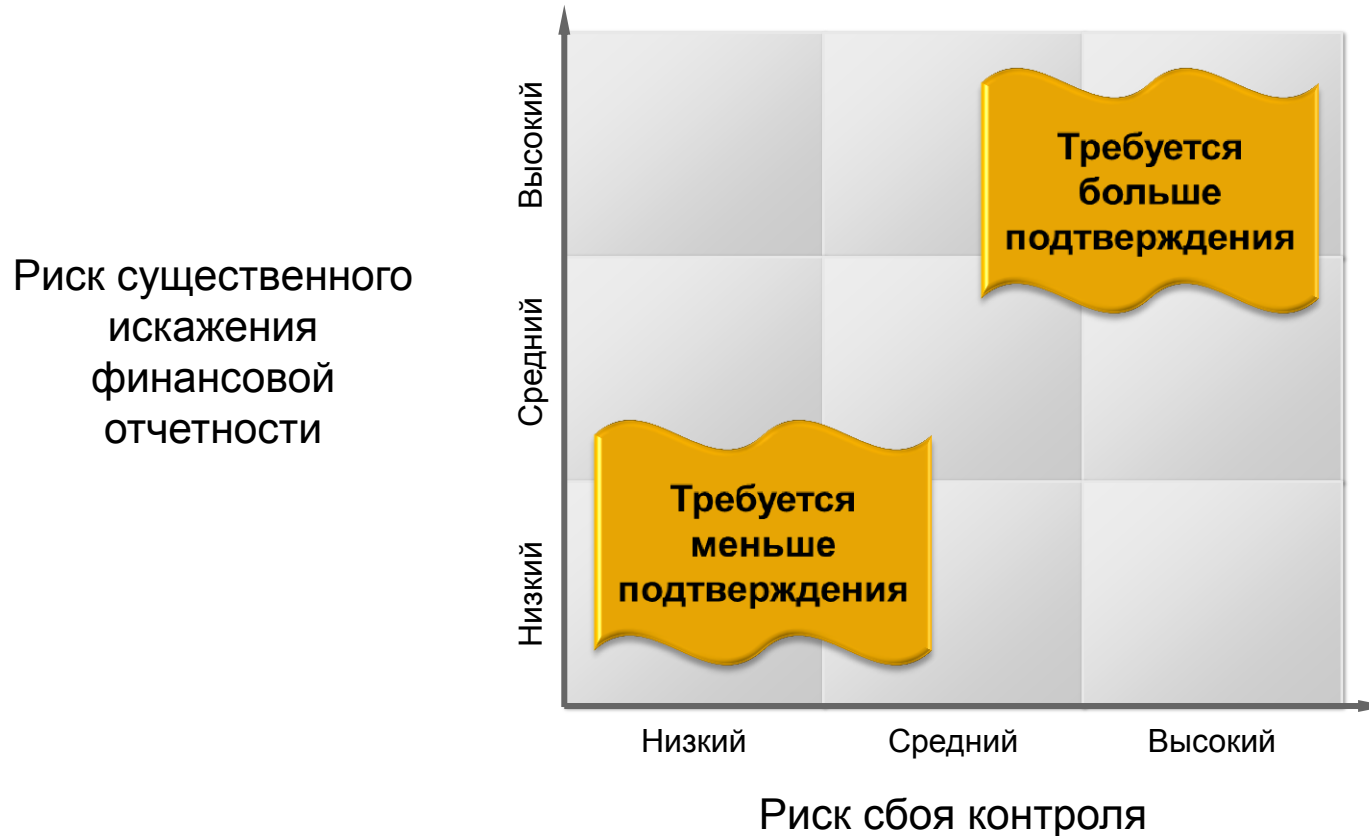 Риск существенного
искажения
финансовой
отчетности
Высокий
Средний
Низкий
Требуется
больше
подтверждения
Требуется
меньше
подтверждения
Низкий
Средний
Высокий
Риск сбоя контроля